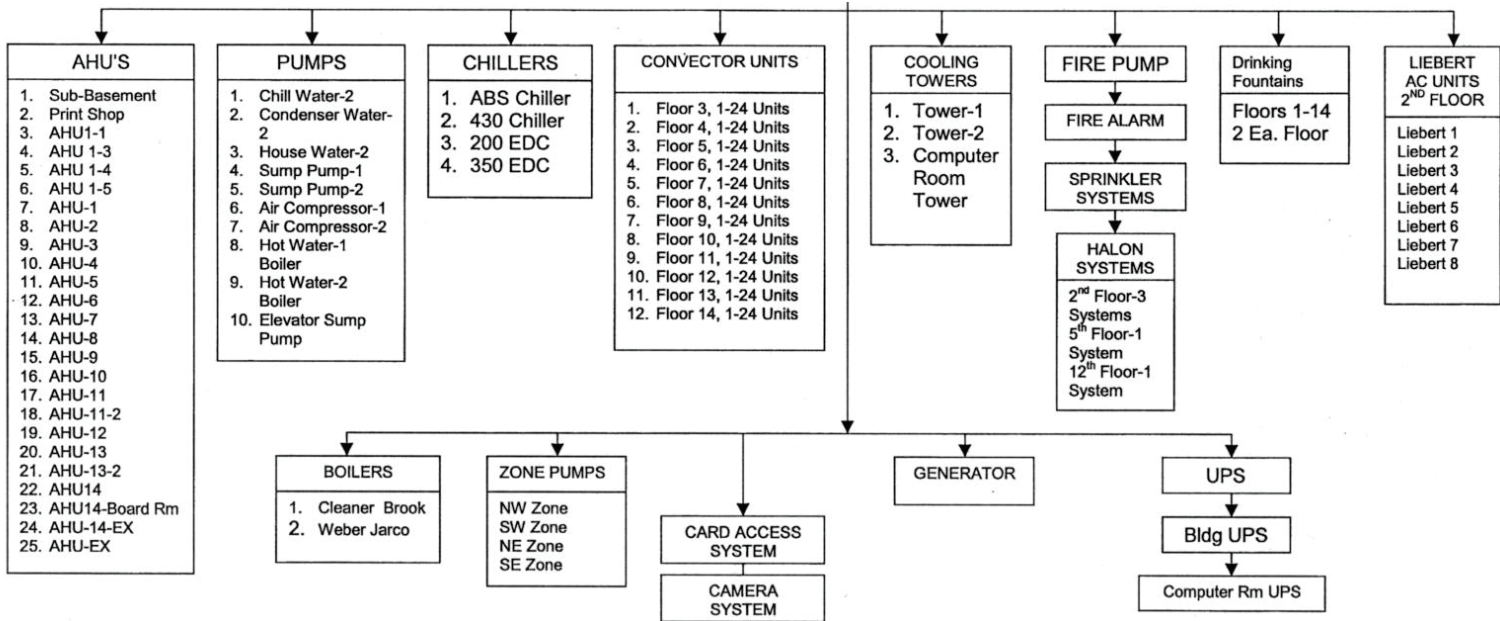 AHU'S
1. Sub-Basement
2. Print Shop
3. AHU1-1
4. AHU 1-3
5. AHU 1-4
6. AHU 1-5
7. AHU-1
8. AHU-2
9. AHU-3
10. AHU-4
11. AHU-5
12. AHU-6
13. AHU-7
14. AHU-8
15. AHU-9
16. AHU-10
17. AHU-11
18. AHU-11-2
19. AHU-12
20. AHU-13
21. AHU-13-2
22. AHU14
23. AHU14-Board Rm
24. AHU-14-EX
25. AHU-EX
PUMPS
1. Chill Water-2
2. Condenser Water-
2
3. House Water-2
4. Sump Pump-1
5. Sump Pump-2
6. Air Compressor-1
7. Air Compressor-2
8. Hot Water-1
Boiler
9. Hot Water-2
Boiler
10. Elevator Sump
Pump
CHILLERS
1. ABS Chiller
2. 430 Chiller
3. 200 EDC
4. 350 EDC
CONVECTOR UNITS
1. Floor 3, 1-24 Units
2. Floor 4, 1-24 Units
3. Floor 5, 1-24 Units
4. Floor 6, 1-24 Units
5. Floor 7, 1-24 Units
6. Floor 8, 1-24 Units
7. Floor 9, 1-24 Units
8. Floor 10, 1-24 Units
9. Floor 11, 1-24 Units
10. Floor 12, 1-24 Units
11. Floor 13, 1-24 Units
12. Floor 14, 1-24 Units
COOLING
TOWERS
1. Tower-1
2. Tower-2
3. Computer
Room
Tower
FIRE PUMP
FIRE ALARM
SPRINKLER
SYSTEMS
HALON
SYSTEMS
2nd Floor-3
Systems
5th Floor-1
System
12th Floor-1
System
Drinking
Fountains
Floors 1-14
2 Ea. Floor
LIEBERT
AC UNITS
2ND FLOOR
Liebert 1
Liebert 2
Liebert 3
Liebert 4
Liebert 5
Liebert 6
Liebert 7
Liebert 8
BOILERS
1. Cleaner Brook
2. Weber Jarco
ZONE PUMPS
NW Zone
SW Zone
NE Zone
SE Zone
CARD ACCESS
SYSTEM
CAMERA
SYSTEM
GENERATOR
UPS
Bldg UPS
Computer Rm UPS